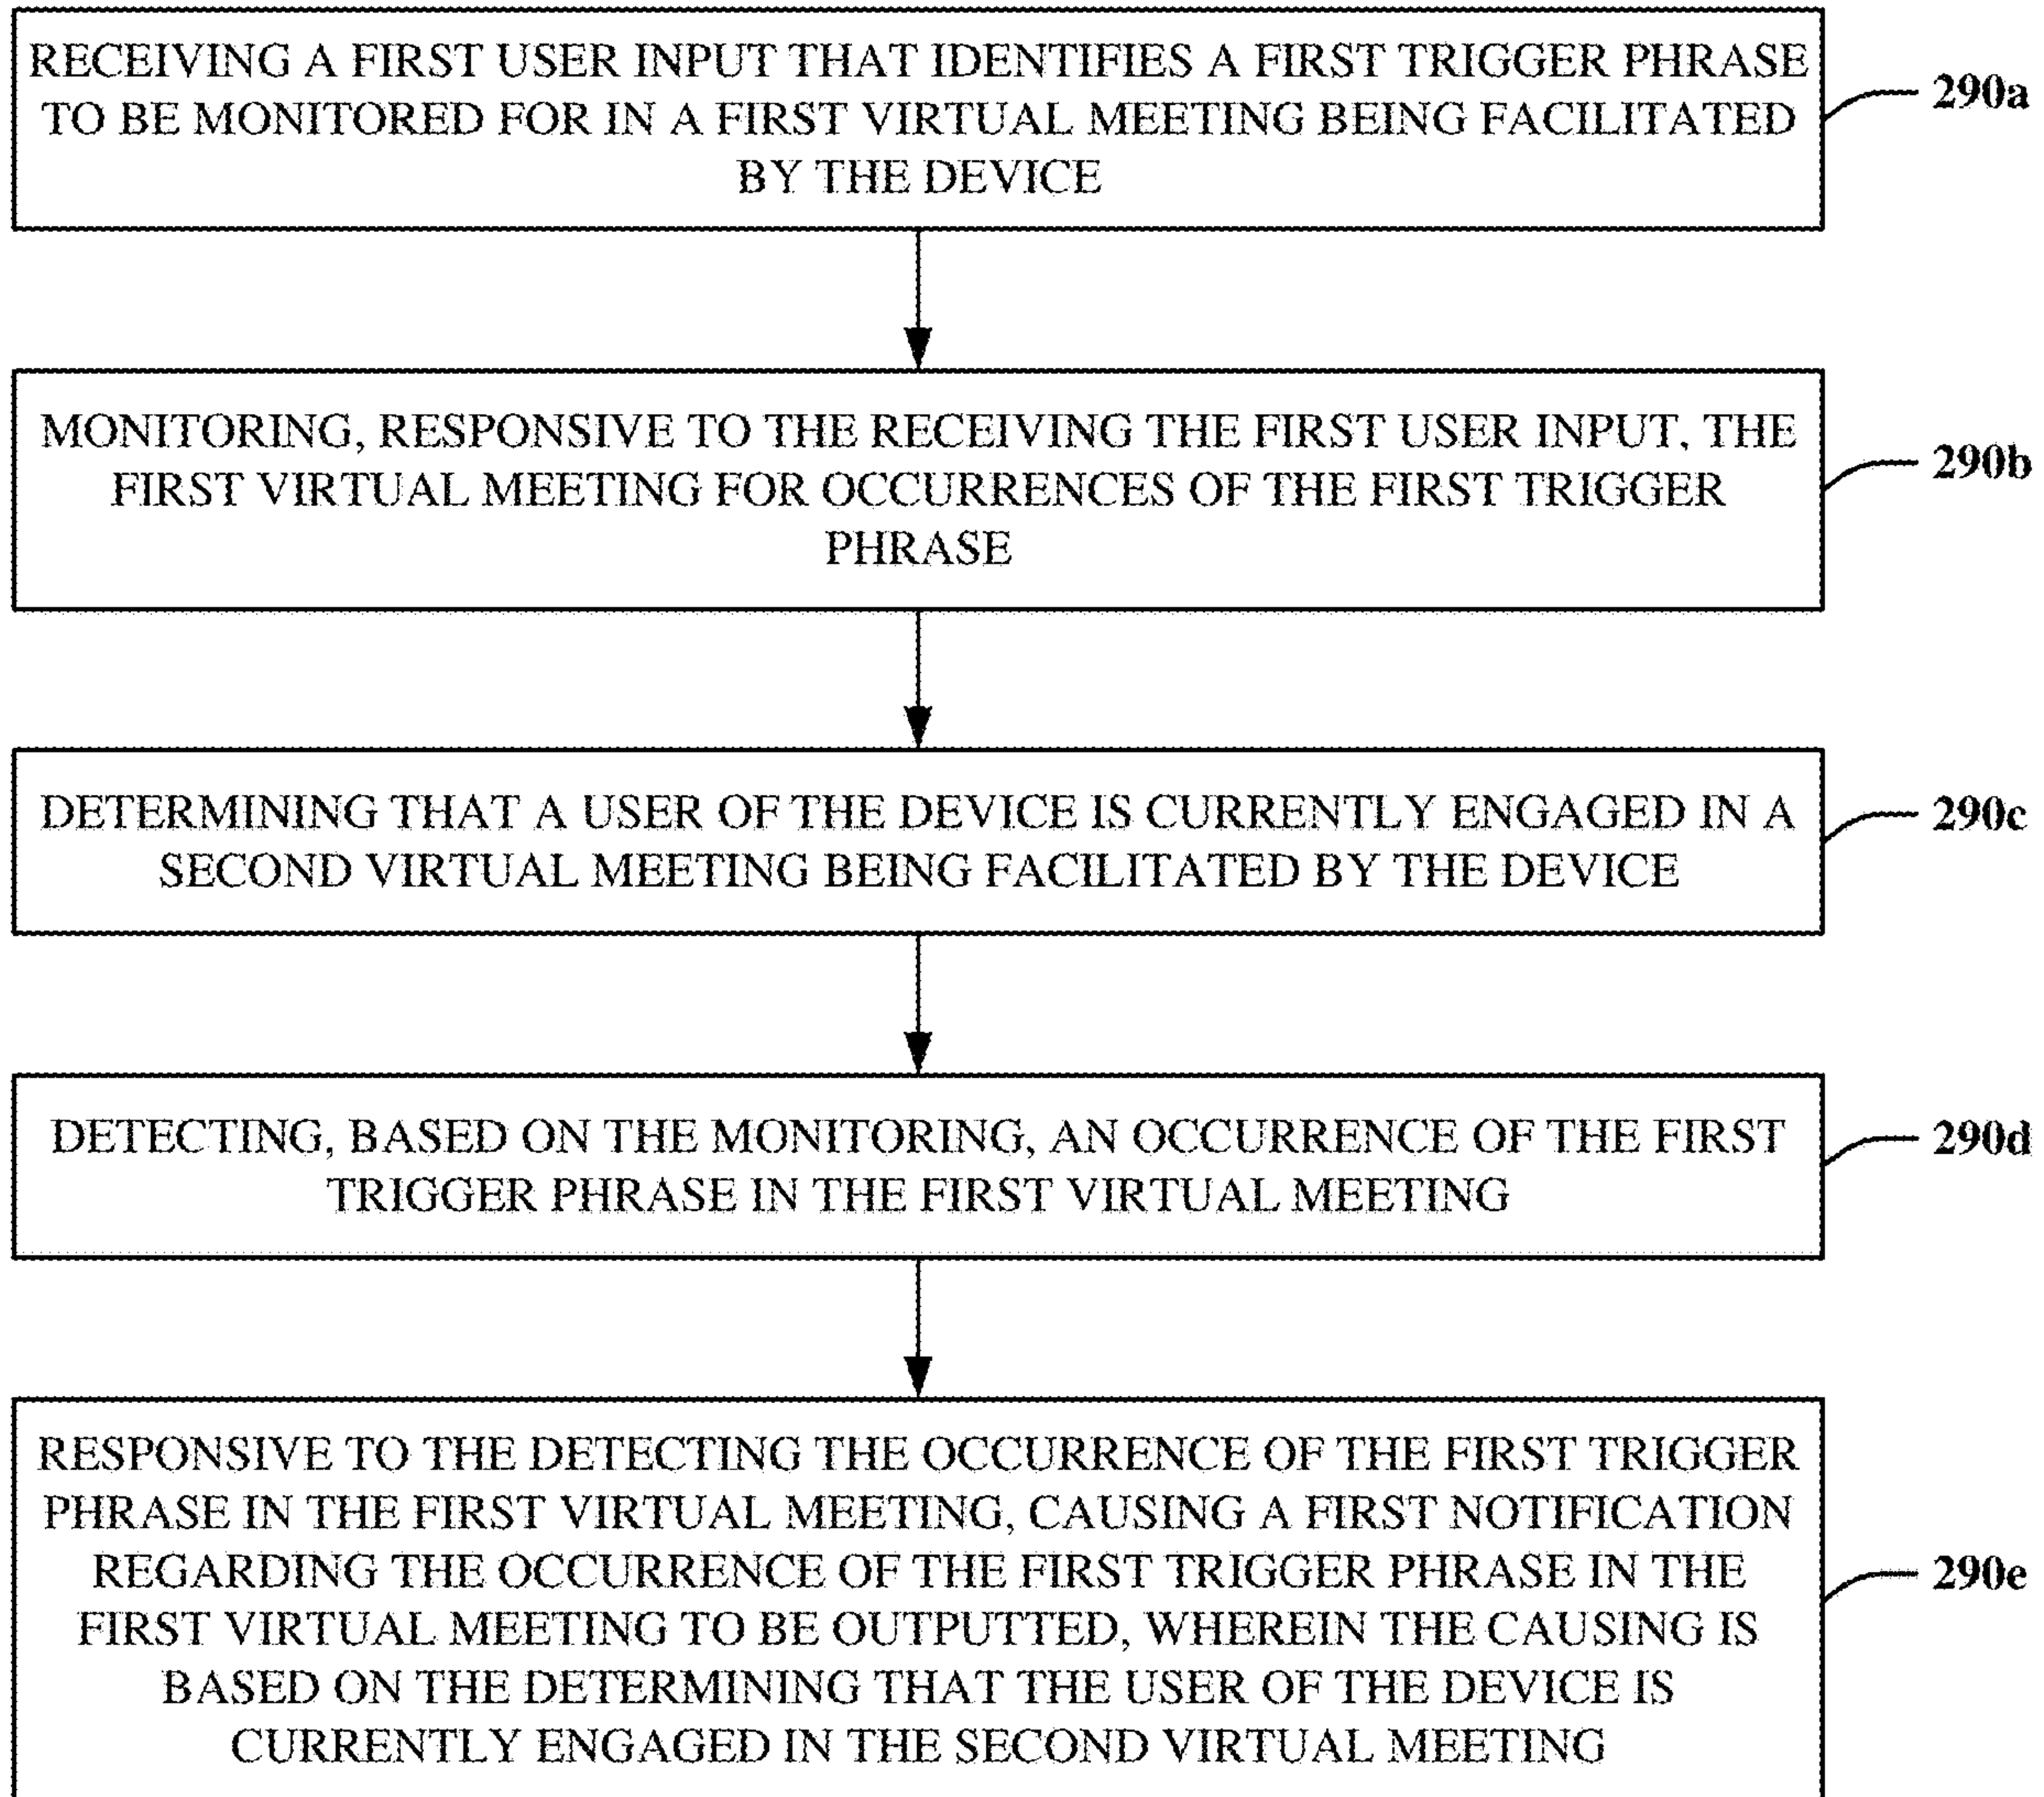 RECEIVING A FIRST USER INPUT THAT IDENTIFIES A FIRST TRIGGER PHRASE
TO BE MONITORED FOR IN A FIRST VIRTUAL MEETING BEING FACILITATED
BY THE DEVICE
290a
MONITORING, RESPONSIVE TO THE RECEIVING THE FIRST USER INPUT, THE
FIRST VIRTUAL MEETING FOR OCCURRENCES OF THE FIRST TRIGGER
PHRASE
290b
DETERMINING THAT A USER OF THE DEVICE IS CURRENTLY ENGAGED IN A
SECOND VIRTUAL MEETING BEING FACILITATED BY THE DEVICE
290c
DETECTING, BASED ON THE MONITORING, AN OCCURRENCE OF THE FIRST
TRIGGER PHRASE IN THE FIRST VIRTUAL MEETING
290d
RESPONSIVE TO THE DETECTING THE OCCURRENCE OF THE FIRST TRIGGER
PHRASE IN THE FIRST VIRTUAL MEETING, CAUSING A FIRST NOTIFICATION
REGARDING THE OCCURRENCE OF THE FIRST TRIGGER PHRASE IN THE
FIRST VIRTUAL MEETING TO BE OUTPUTTED, WHEREIN THE CAUSING IS
BASED ON THE DETERMINING THAT THE USER OF THE DEVICE IS
CURRENTLY ENGAGED IN THE SECOND VIRTUAL MEETING
290e